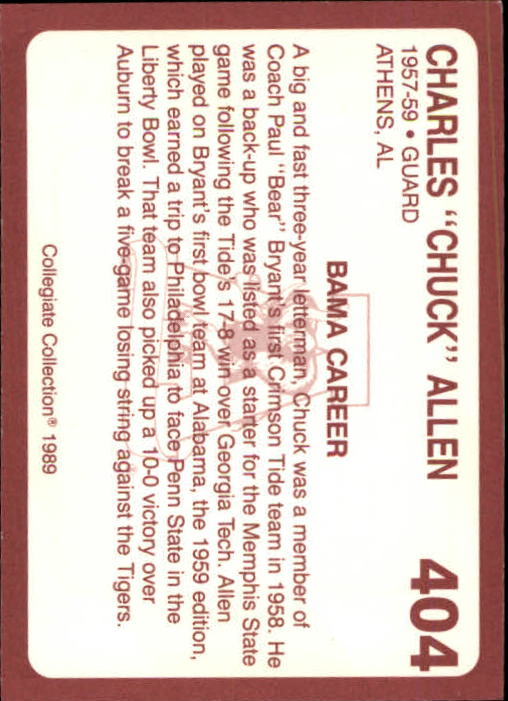 CHARLES "CHUCK" ALLEN 404
1957-59 • GUARD
ATHENS, AL
BAMA CAREER
A big and fast three-year letterman, Chuck was a member of
Coach Paul "Bear" Bryant's first Crimson Tide team in 1958. He
was a back-up who was listed as a starter for the Memphis State
game following the Tide's 17-8 win over Georgia Tech. Allen
played on Bryant's first bowl team at Alabama, the 1959 edition,
which earned a trip to Philadelphia to face Penn State in the
Liberty Bowl. That team also picked up a 10-0 victory over
Auburn to break a five-game losing string against the Tigers.
Collegiate Collection® 1989